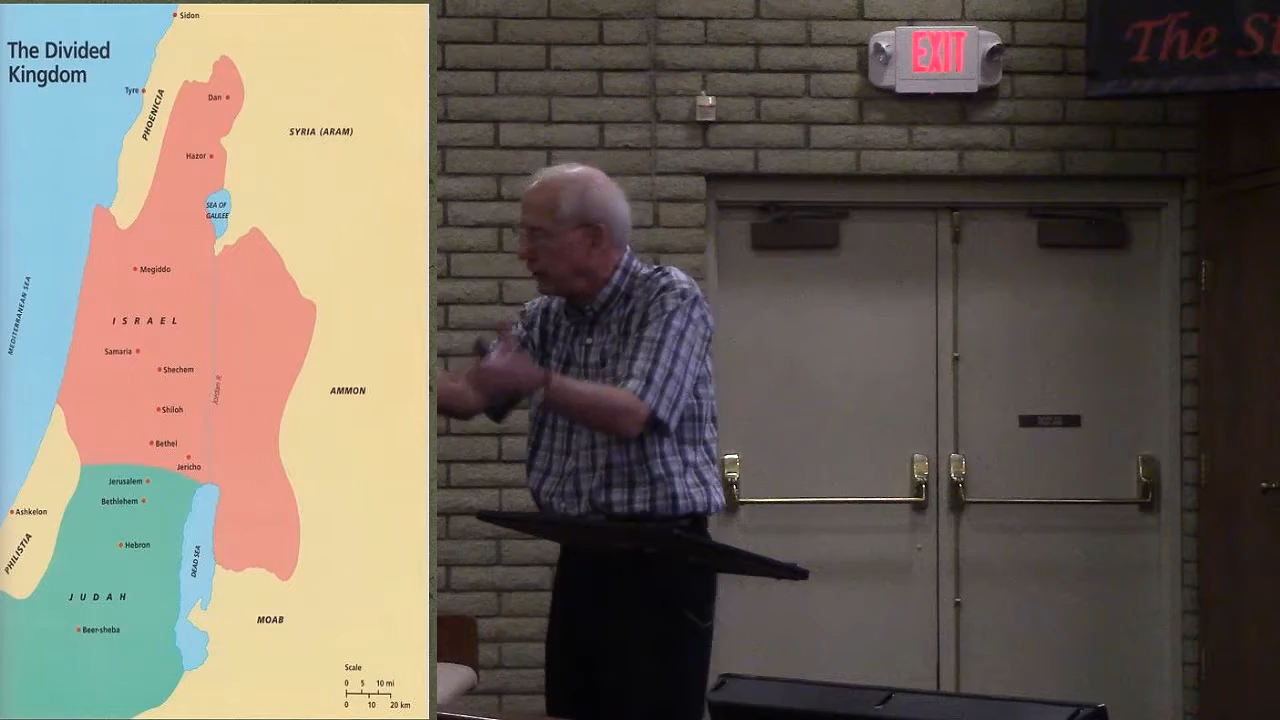 The Divided
Kingdom
Sidon
Tyre
PHOENICIA
Dan
SYRIA (ARAM)
Hazor
SEA OF
GALILEE
MEDITERRANEAN SEA
Megiddo
ISRAEL
Samaria
Shechem
Jordan R.
AMMON
Shiloh
Bethel
Jericho
Jerusalem
Bethlehem
Ashkelon
PHILISTIA
Hebron
DEAD SEA
JUDAH
MOAB
Beer-sheba
Scale
0 5 10 mi
0 10 20 km
EXIT
The Si